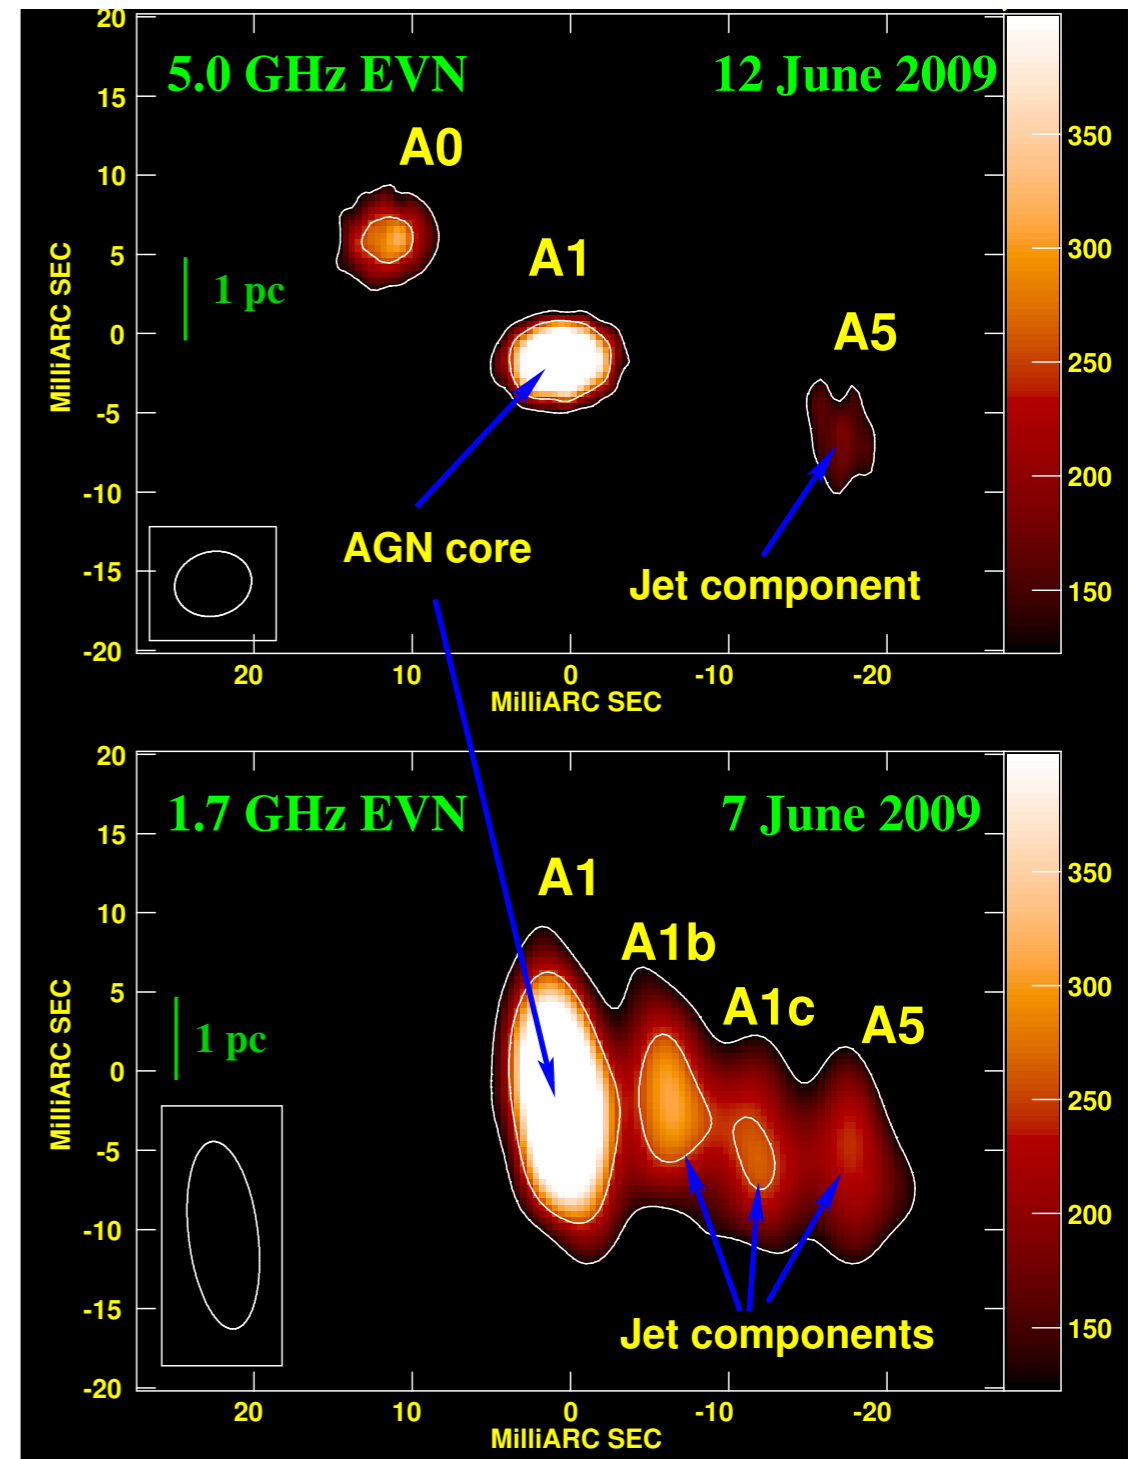 5.0 GHz EVN 12 June 2009
A0
A1
A5
1 pc
AGN core
Jet component
20
15
10
5
0
-5
-10
-15
-20
MilliARC SEC
20 10 0 -10 -20
MilliARC SEC
350
300
250
200
150
1.7 GHz EVN 7 June 2009
A1
A1b
A1c
A5
1 pc
Jet components
20
15
10
5
0
-5
-10
-15
-20
MilliARC SEC
20 10 0 -10 -20
MilliARC SEC
350
300
250
200
150